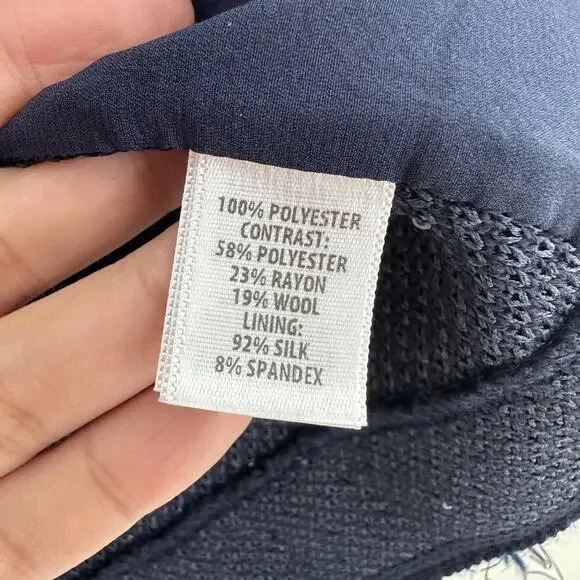 100% POLYESTER
CONTRAST:
58% POLYESTER
23% RAYON
19% WOOL
LINING:
92% SILK
8% SPANDEX